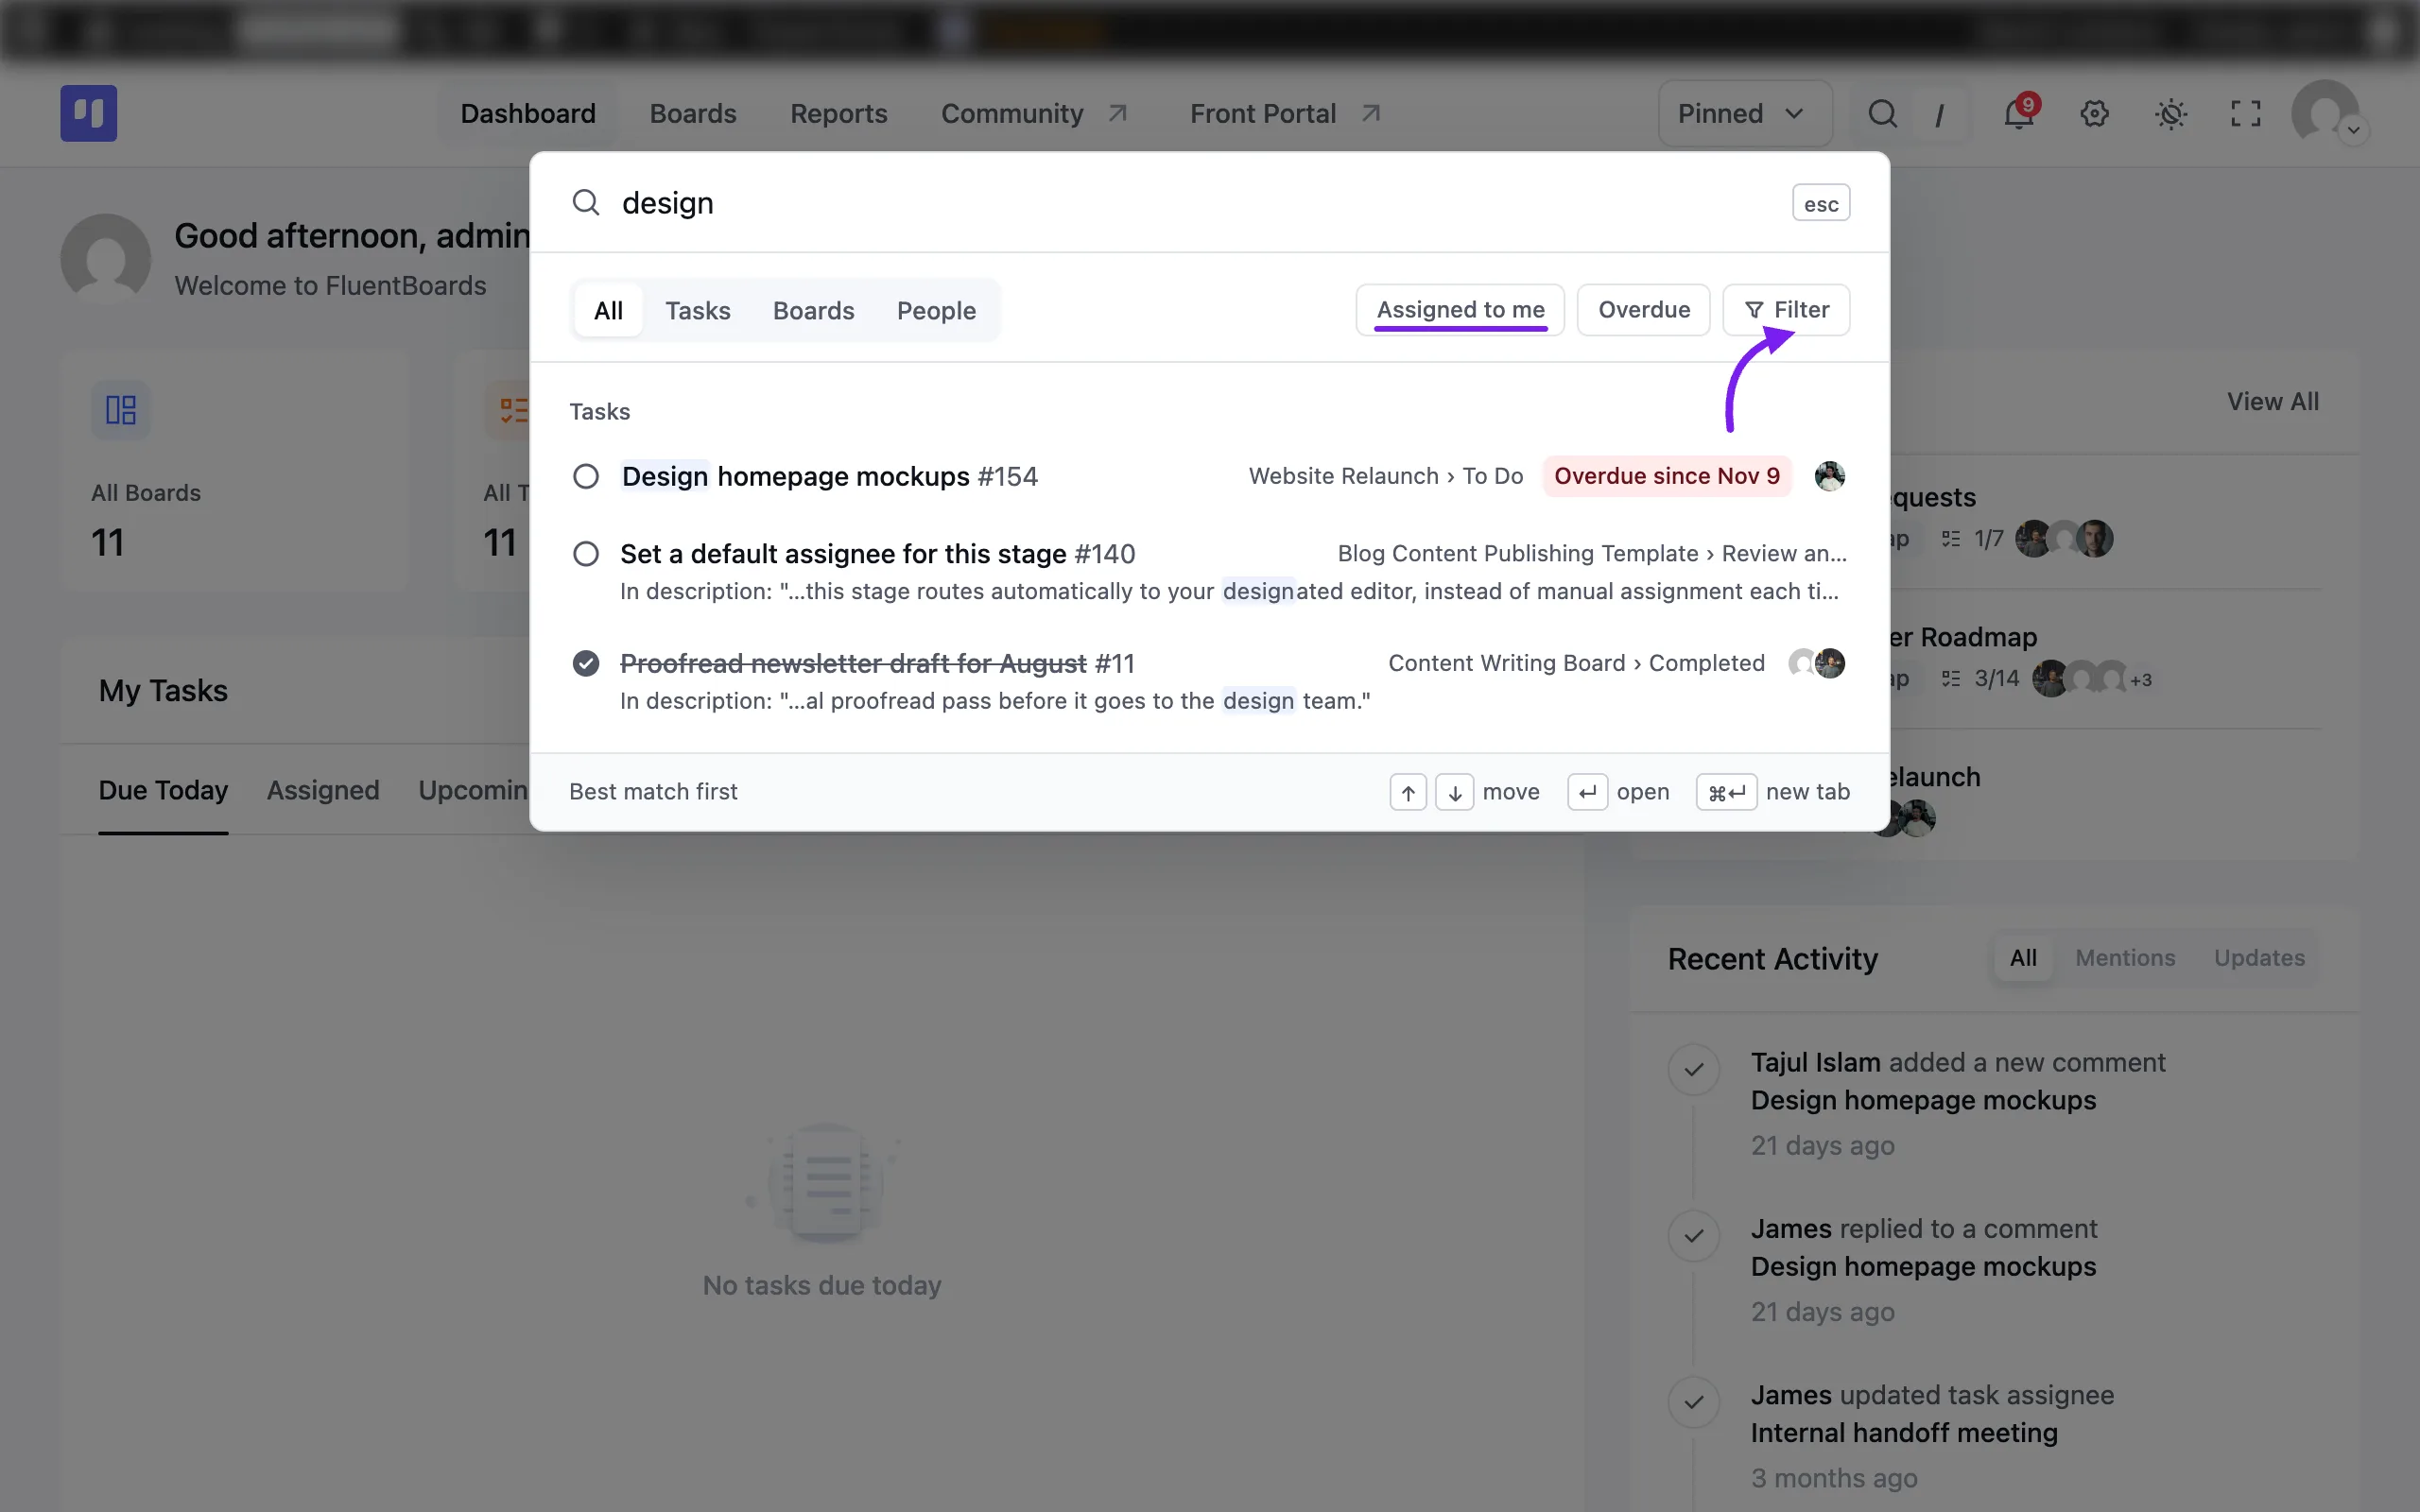 Dashboard Boards Reports Community Front Portal Pinned / 9
design esc
Good afternoon, admin
Welcome to FluentBoards
All Tasks Boards People Assigned to me Overdue Filter
Tasks
View All
Design homepage mockups #154 Website Relaunch › To Do Overdue since Nov 9
All Boards
11
All T
11
quests
1/7
Set a default assignee for this stage #140 Blog Content Publishing Template › Review an...
In description: "...this stage routes automatically to your designated editor, instead of manual assignment each ti...
Proofread newsletter draft for August #11 Content Writing Board › Completed
In description: "...al proofread pass before it goes to the design team."
er Roadmap
ap 3/14 +3
My Tasks
Due Today Assigned Upcomin
Best match first ↑ ↓ move ↵ open ⌘↵ new tab
elaunch
Recent Activity All Mentions Updates
Tajul Islam added a new comment
Design homepage mockups
21 days ago
James replied to a comment
Design homepage mockups
21 days ago
James updated task assignee
Internal handoff meeting
3 months ago
No tasks due today